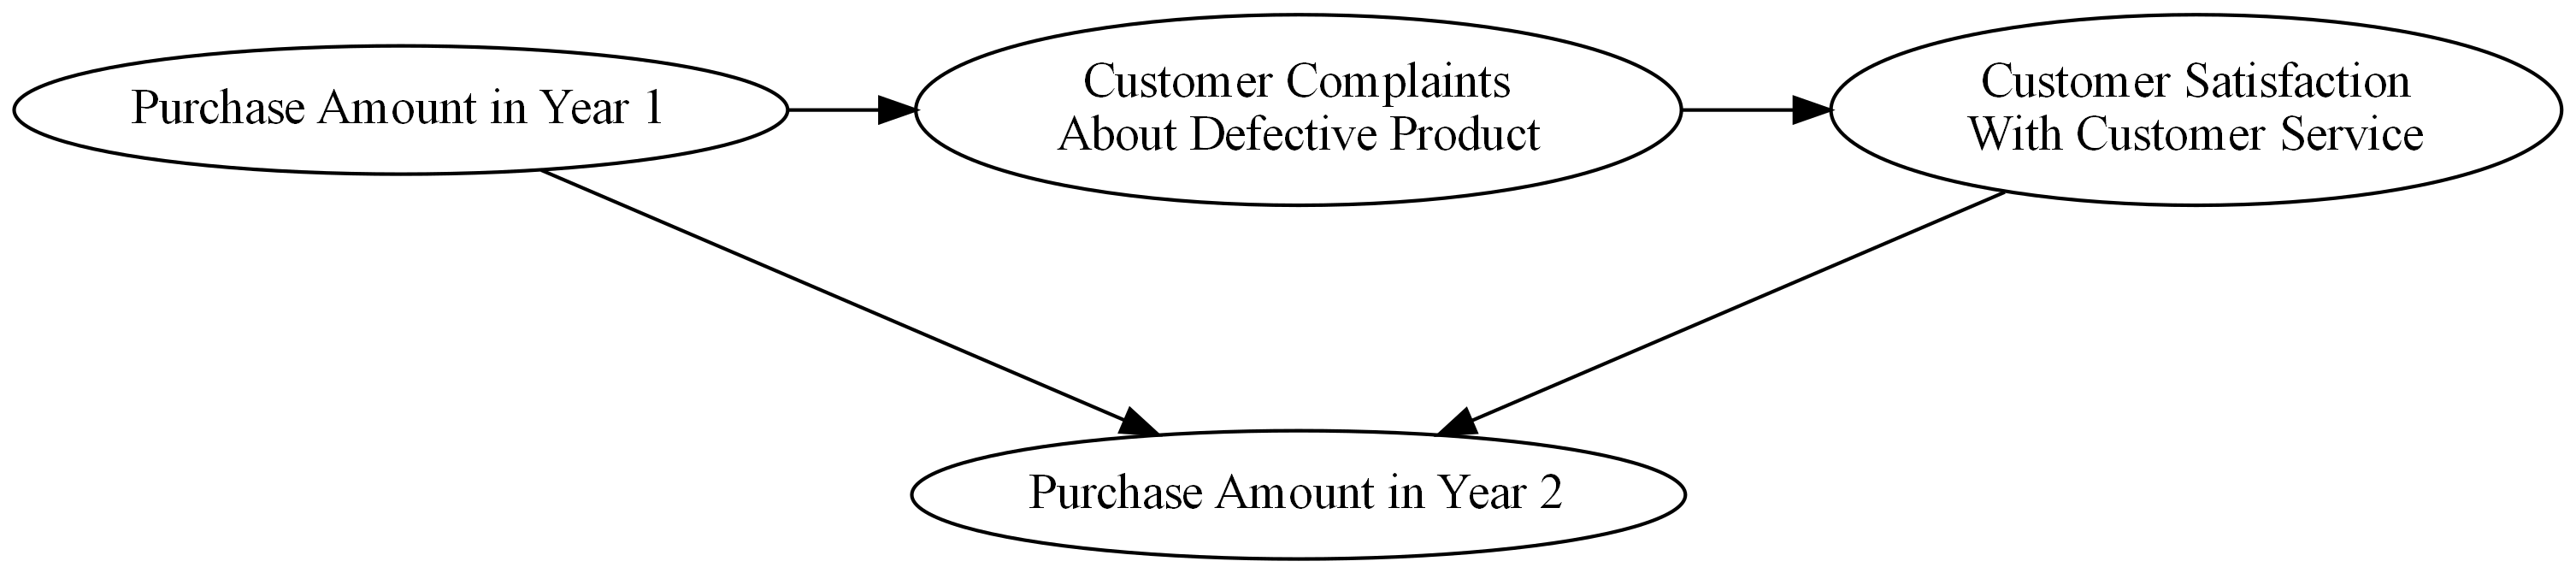 Purchase Amount in Year 1
Customer Complaints
About Defective Product
Customer Satisfaction
With Customer Service
Purchase Amount in Year 2